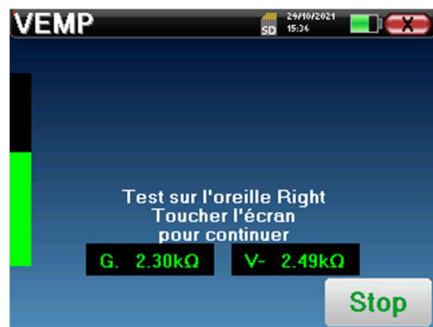 VEMP
SD
29/10/2021
15:36
X
Test sur l'oreille Right
Toucher l'écran
pour continuer
G. 2.30kΩ
V- 2.49kΩ
Stop